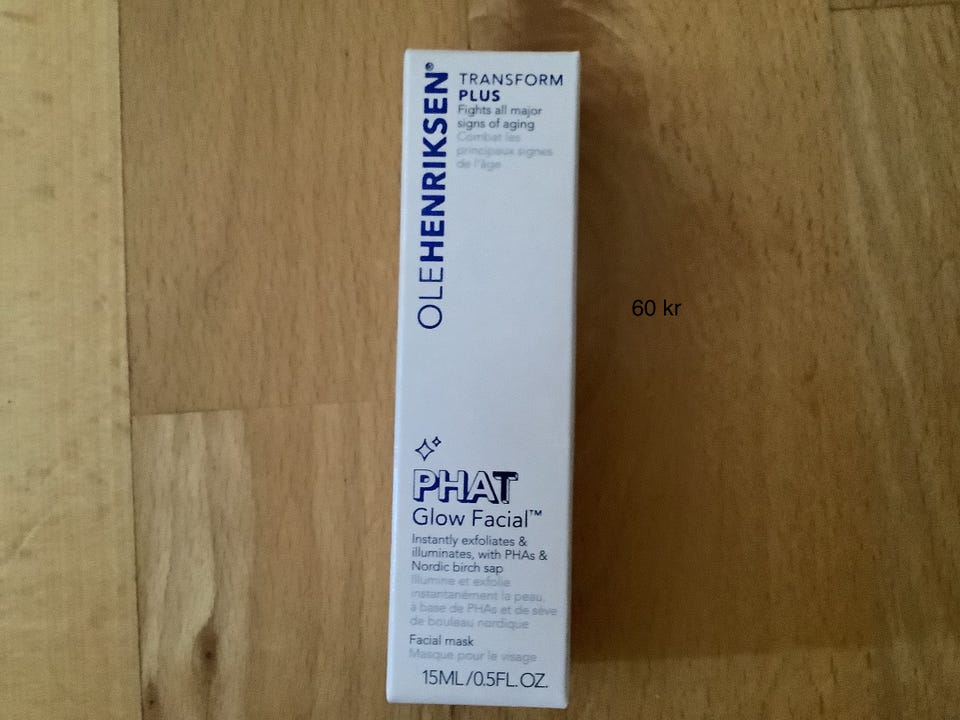 OLEHENRIKSEN®
TRANSFORM
PLUS
Fights all major
signs of aging
Combat les
principaux signes
de l'âge
60 kr
PHAT
Glow Facial™
Instantly exfoliates &
illuminates, with PHAs &
Nordic birch sap
Illumine et exfolie
instantanément la peau,
à base de PHAs et de sève
de bouleau nordique
Facial mask
Masque pour le visage
15ML/0.5FL.OZ.